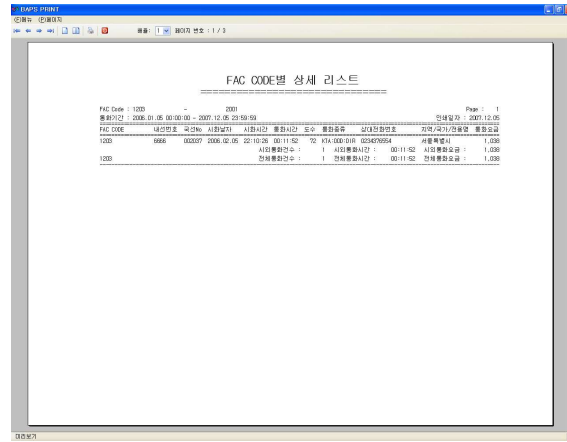 DAPS PRINT
(F)메뉴 (P)페이지
배율: 1 페이지 번호 : 1 / 3
FAC CODE별 상세 리스트
FAC Code : 1203 - 2001 Page : 1
통화기간 : 2006.01.05 00:00:00 - 2007.12.05 23:59:59 인쇄일자 : 2007.12.05
FAC CODE 내선번호 국선No 시화날자 시화시간 통화시간 도수 통화종류 상대전화번호 지역/국가/전용명 통화요금
1203 6666 002037 2006.02.05 22:10:26 00:11:52 72 KTA:000:01R 0234376554 서울특별시 1,038
시외통화건수 : 1 시외통화시간 : 00:11:52 시외통화요금 : 1,038
1203 전체통화건수 : 1 전체통화시간 : 00:11:52 전체통화요금 : 1,038
미리보기